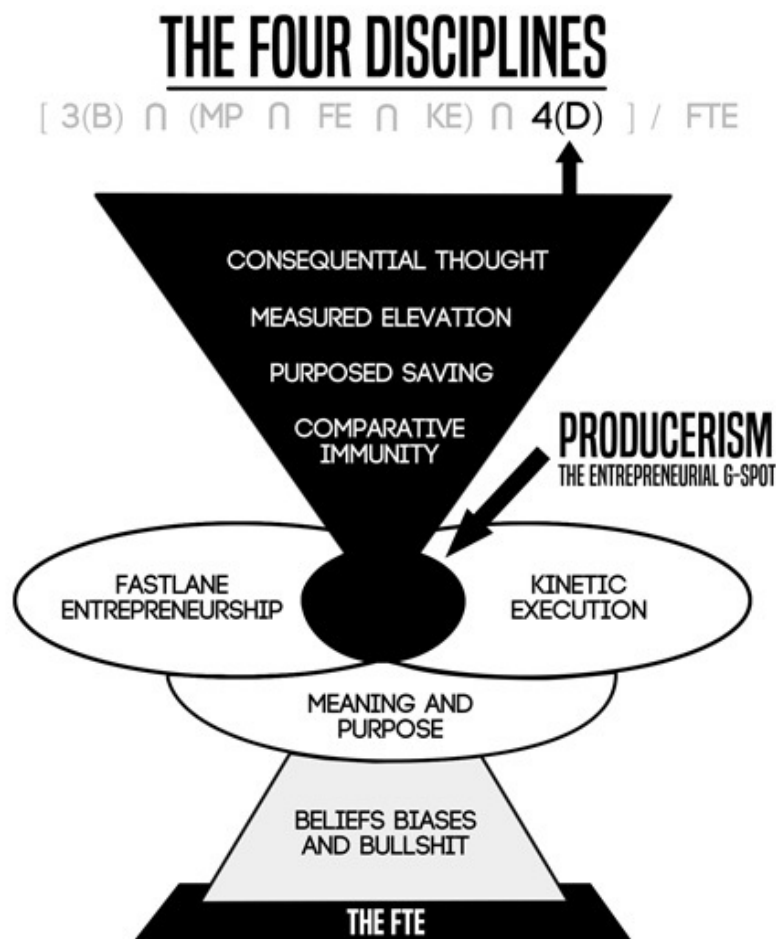 THE FOUR DISCIPLINES
[ 3(B) ∩ (MP ∩ FE ∩ KE) ∩ 4(D) ] / FTE
CONSEQUENTIAL THOUGHT
MEASURED ELEVATION
PURPOSED SAVING
COMPARATIVE
IMMUNITY
PRODUCERISM
THE ENTREPRENEURIAL G-SPOT
FASTLANE
ENTREPRENEURSHIP
KINETIC
EXECUTION
MEANING AND
PURPOSE
BELIEFS BIASES
AND BULLSHIT
THE FTE